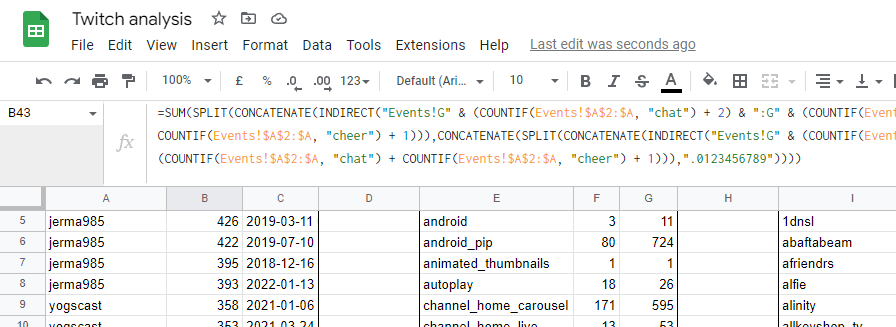 Twitch analysis
File Edit View Insert Format Data Tools Extensions Help Last edit was seconds ago
100% £ % .0 .00 123 Default (Ari... 10 B I S A
B43 =SUM(SPLIT(CONCATENATE(INDIRECT("Events!G" & (COUNTIF(Events!$A$2:$A, "chat") + 2) & ":G" & (COUNTIF(Event
fx COUNTIF(Events!$A$2:$A, "cheer") + 1))),CONCATENATE(SPLIT(CONCATENATE(INDIRECT("Events!G" & (COUNTIF(Event
(COUNTIF(Events!$A$2:$A, "chat") + COUNTIF(Events!$A$2:$A, "cheer") + 1))),".0123456789"))))
A B C D E F G H I
5 jerma985 426 2019-03-11 android 3 11 1dnsl
6 jerma985 422 2019-07-10 android_pip 80 724 abaftabeam
7 jerma985 395 2018-12-16 animated_thumbnails 1 1 afriendrs
8 jerma985 393 2022-01-13 autoplay 18 26 alfie
9 yogscast 358 2021-01-06 channel_home_carousel 171 595 alinity
10 yogscast 353 2021-03-24 channel_home_live 13 53 allkeyshop_tv